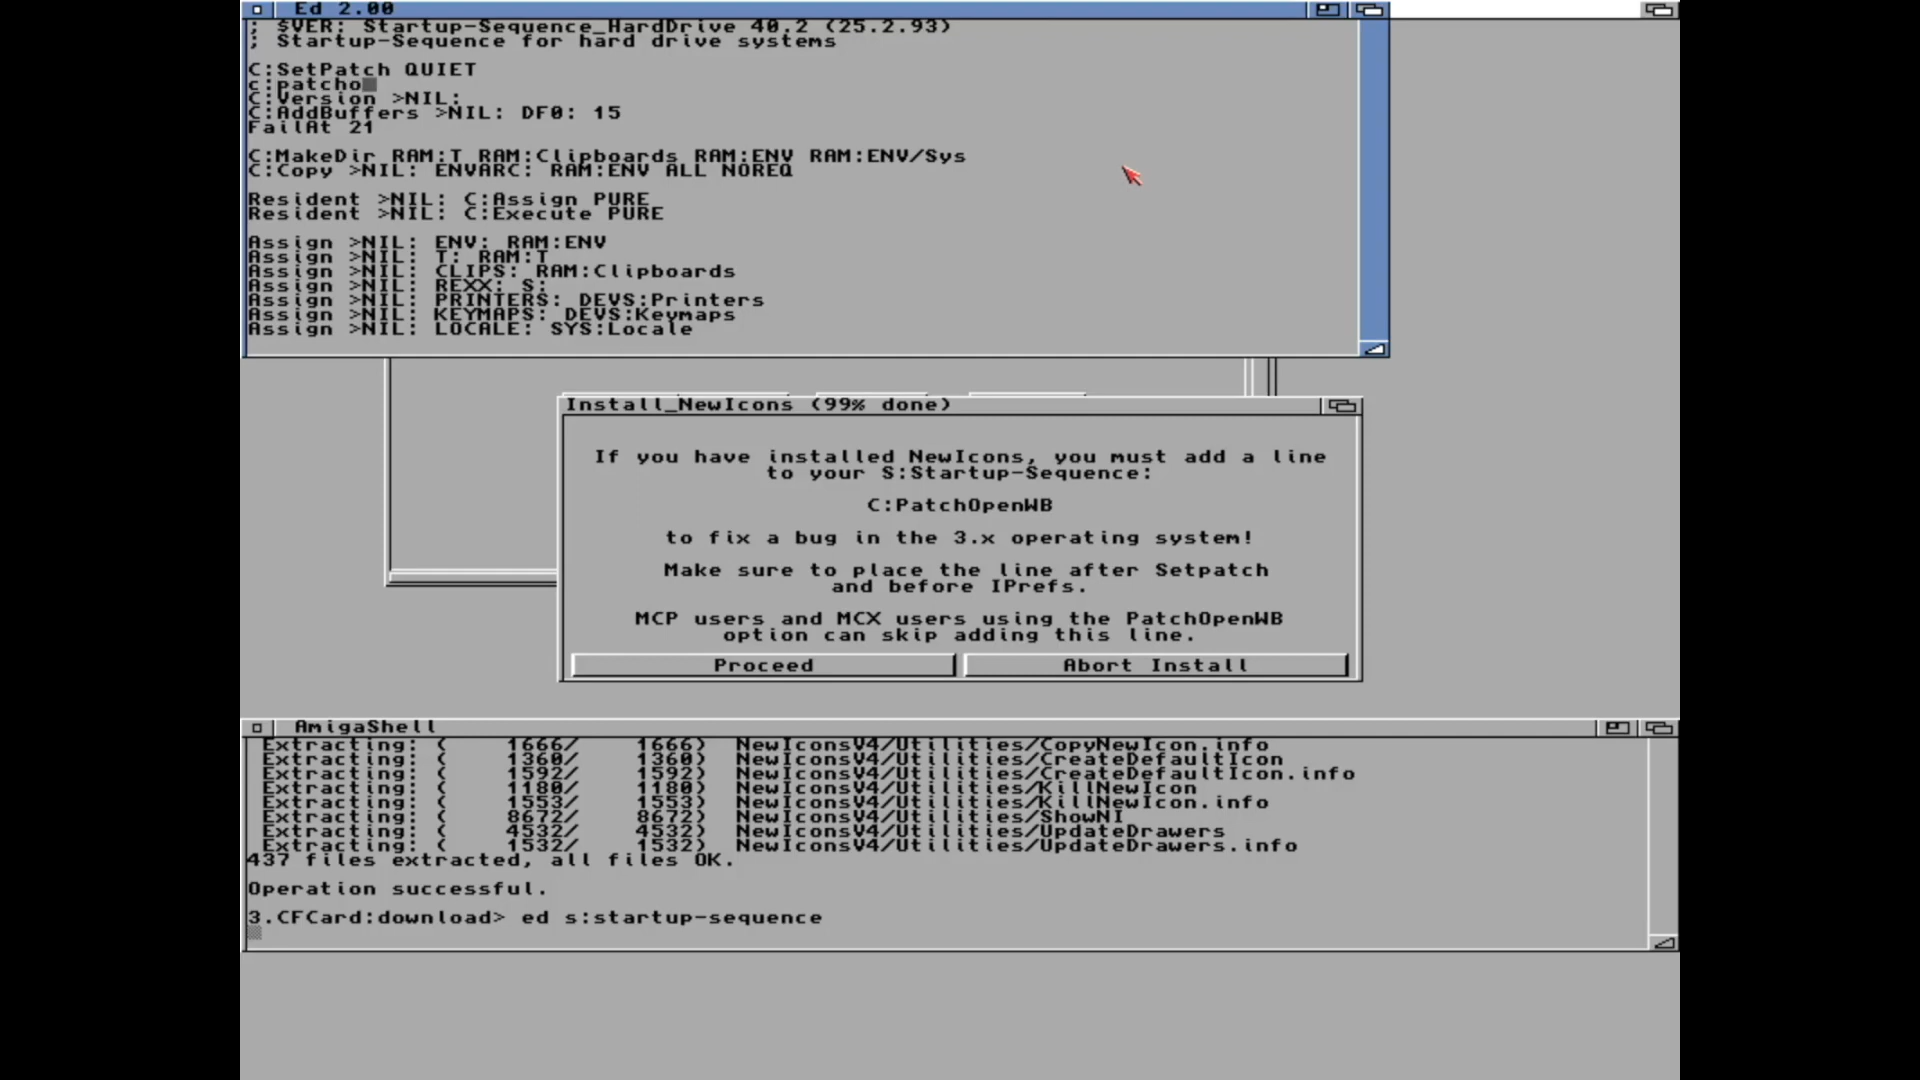 Ed 2.00
; $VER: Startup-Sequence_HardDrive 40.2 (25.2.93)
; Startup-Sequence for hard drive systems
C:SetPatch QUIET
c:patcho
C:Version >NIL:
C:AddBuffers >NIL: DF0: 15
FailAt 21
C:MakeDir RAM:T RAM:Clipboards RAM:ENV RAM:ENV/Sys
C:Copy >NIL: ENVARC: RAM:ENV ALL NOREQ
Resident >NIL: C:Assign PURE
Resident >NIL: C:Execute PURE
Assign >NIL: ENV: RAM:ENV
Assign >NIL: T: RAM:T
Assign >NIL: CLIPS: RAM:Clipboards
Assign >NIL: REXX: S:
Assign >NIL: PRINTERS: DEVS:Printers
Assign >NIL: KEYMAPS: DEVS:Keymaps
Assign >NIL: LOCALE: SYS:Locale
Install_NewIcons (99% done)
If you have installed NewIcons, you must add a line
to your S:Startup-Sequence:
C:PatchOpenWB
to fix a bug in the 3.x operating system!
Make sure to place the line after Setpatch
and before IPrefs.
MCP users and MCX users using the PatchOpenWB
option can skip adding this line.
Proceed
Abort Install
AmigaShell
Extracting: ( 1666/ 1666) NewIconsV4/Utilities/CopyNewIcon.info
Extracting: ( 1360/ 1360) NewIconsV4/Utilities/CreateDefaultIcon
Extracting: ( 1592/ 1592) NewIconsV4/Utilities/CreateDefaultIcon.info
Extracting: ( 1180/ 1180) NewIconsV4/Utilities/KillNewIcon
Extracting: ( 1553/ 1553) NewIconsV4/Utilities/KillNewIcon.info
Extracting: ( 8672/ 8672) NewIconsV4/Utilities/ShowNI
Extracting: ( 4532/ 4532) NewIconsV4/Utilities/UpdateDrawers
Extracting: ( 1532/ 1532) NewIconsV4/Utilities/UpdateDrawers.info
437 files extracted, all files OK.
Operation successful.
3.CFCard:download> ed s:startup-sequence